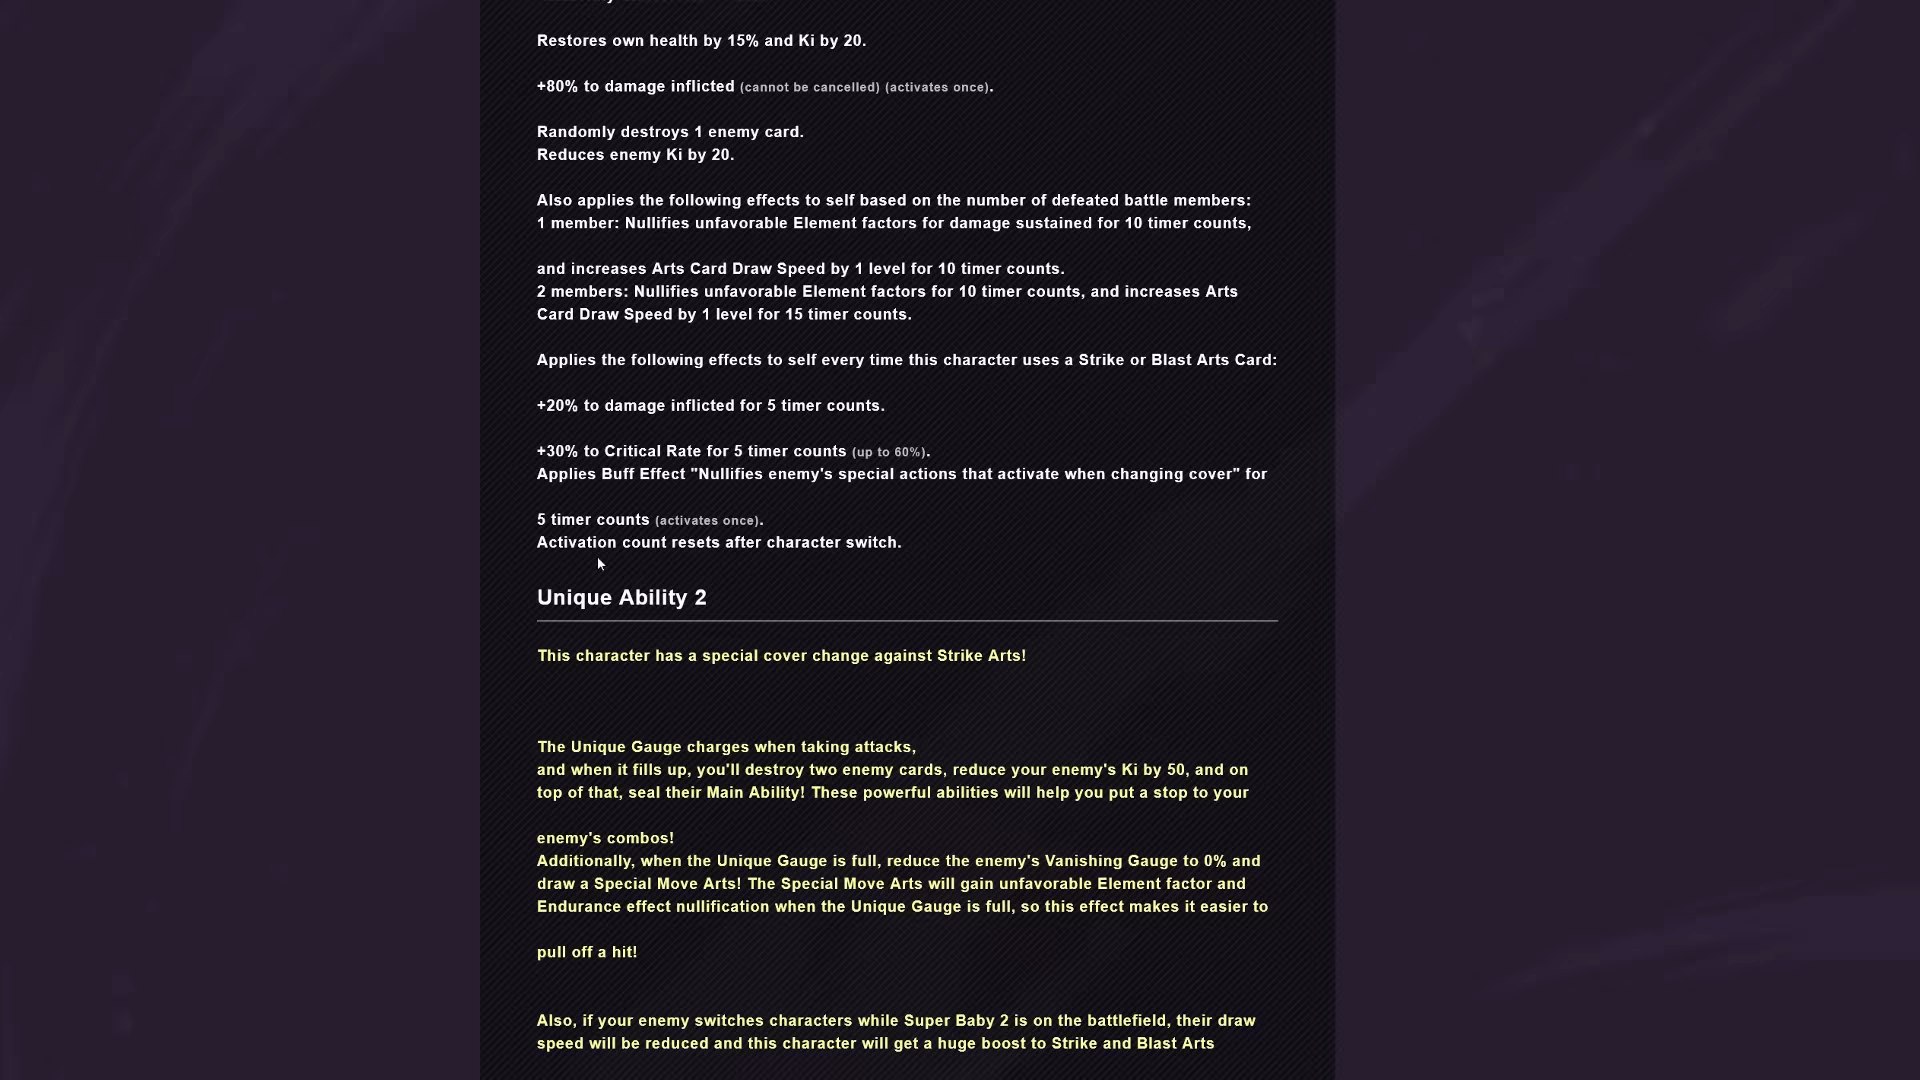 Restores own health by 15% and Ki by 20.
+80% to damage inflicted (cannot be cancelled) (activates once).
Randomly destroys 1 enemy card.
Reduces enemy Ki by 20.
Also applies the following effects to self based on the number of defeated battle members:
1 member: Nullifies unfavorable Element factors for damage sustained for 10 timer counts,
and increases Arts Card Draw Speed by 1 level for 10 timer counts.
2 members: Nullifies unfavorable Element factors for 10 timer counts, and increases Arts
Card Draw Speed by 1 level for 15 timer counts.
Applies the following effects to self every time this character uses a Strike or Blast Arts Card:
+20% to damage inflicted for 5 timer counts.
+30% to Critical Rate for 5 timer counts (up to 60%).
Applies Buff Effect "Nullifies enemy's special actions that activate when changing cover" for
5 timer counts (activates once).
Activation count resets after character switch.
Unique Ability 2
This character has a special cover change against Strike Arts!
The Unique Gauge charges when taking attacks,
and when it fills up, you'll destroy two enemy cards, reduce your enemy's Ki by 50, and on
top of that, seal their Main Ability! These powerful abilities will help you put a stop to your
enemy's combos!
Additionally, when the Unique Gauge is full, reduce the enemy's Vanishing Gauge to 0% and
draw a Special Move Arts! The Special Move Arts will gain unfavorable Element factor and
Endurance effect nullification when the Unique Gauge is full, so this effect makes it easier to
pull off a hit!
Also, if your enemy switches characters while Super Baby 2 is on the battlefield, their draw
speed will be reduced and this character will get a huge boost to Strike and Blast Arts